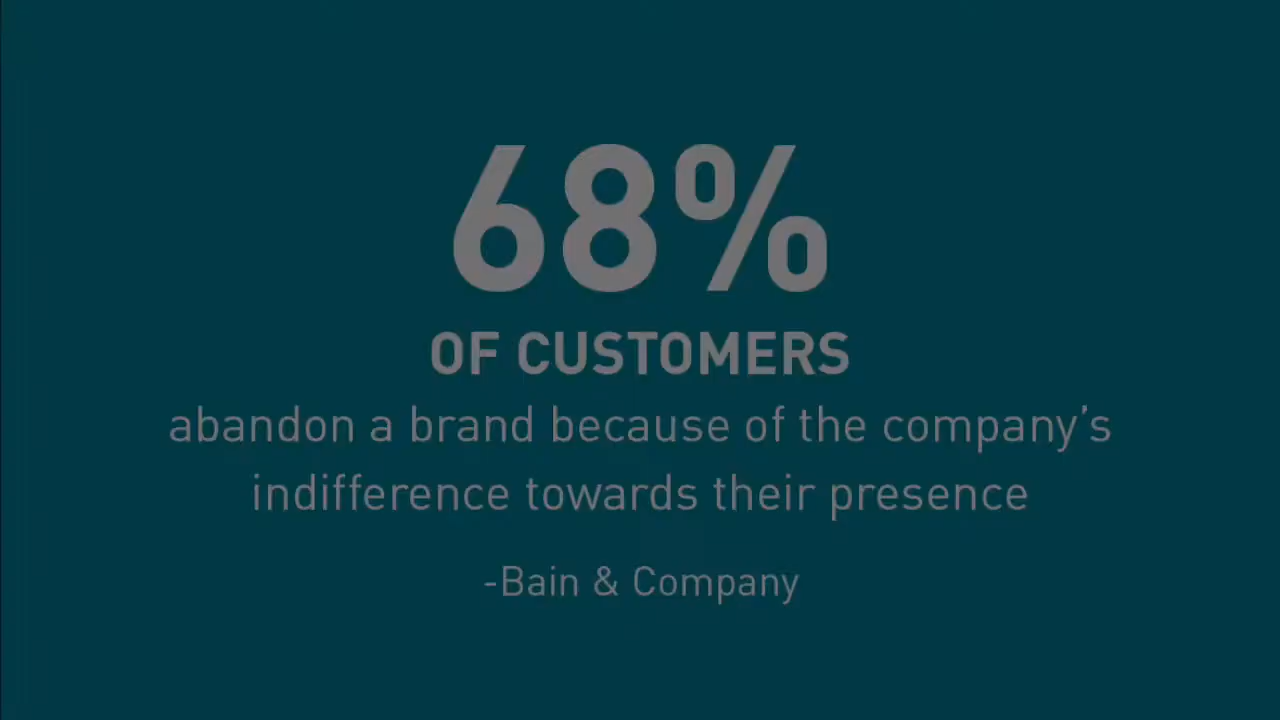 68%
OF CUSTOMERS
abandon a brand because of the company's
indifference towards their presence
-Bain & Company